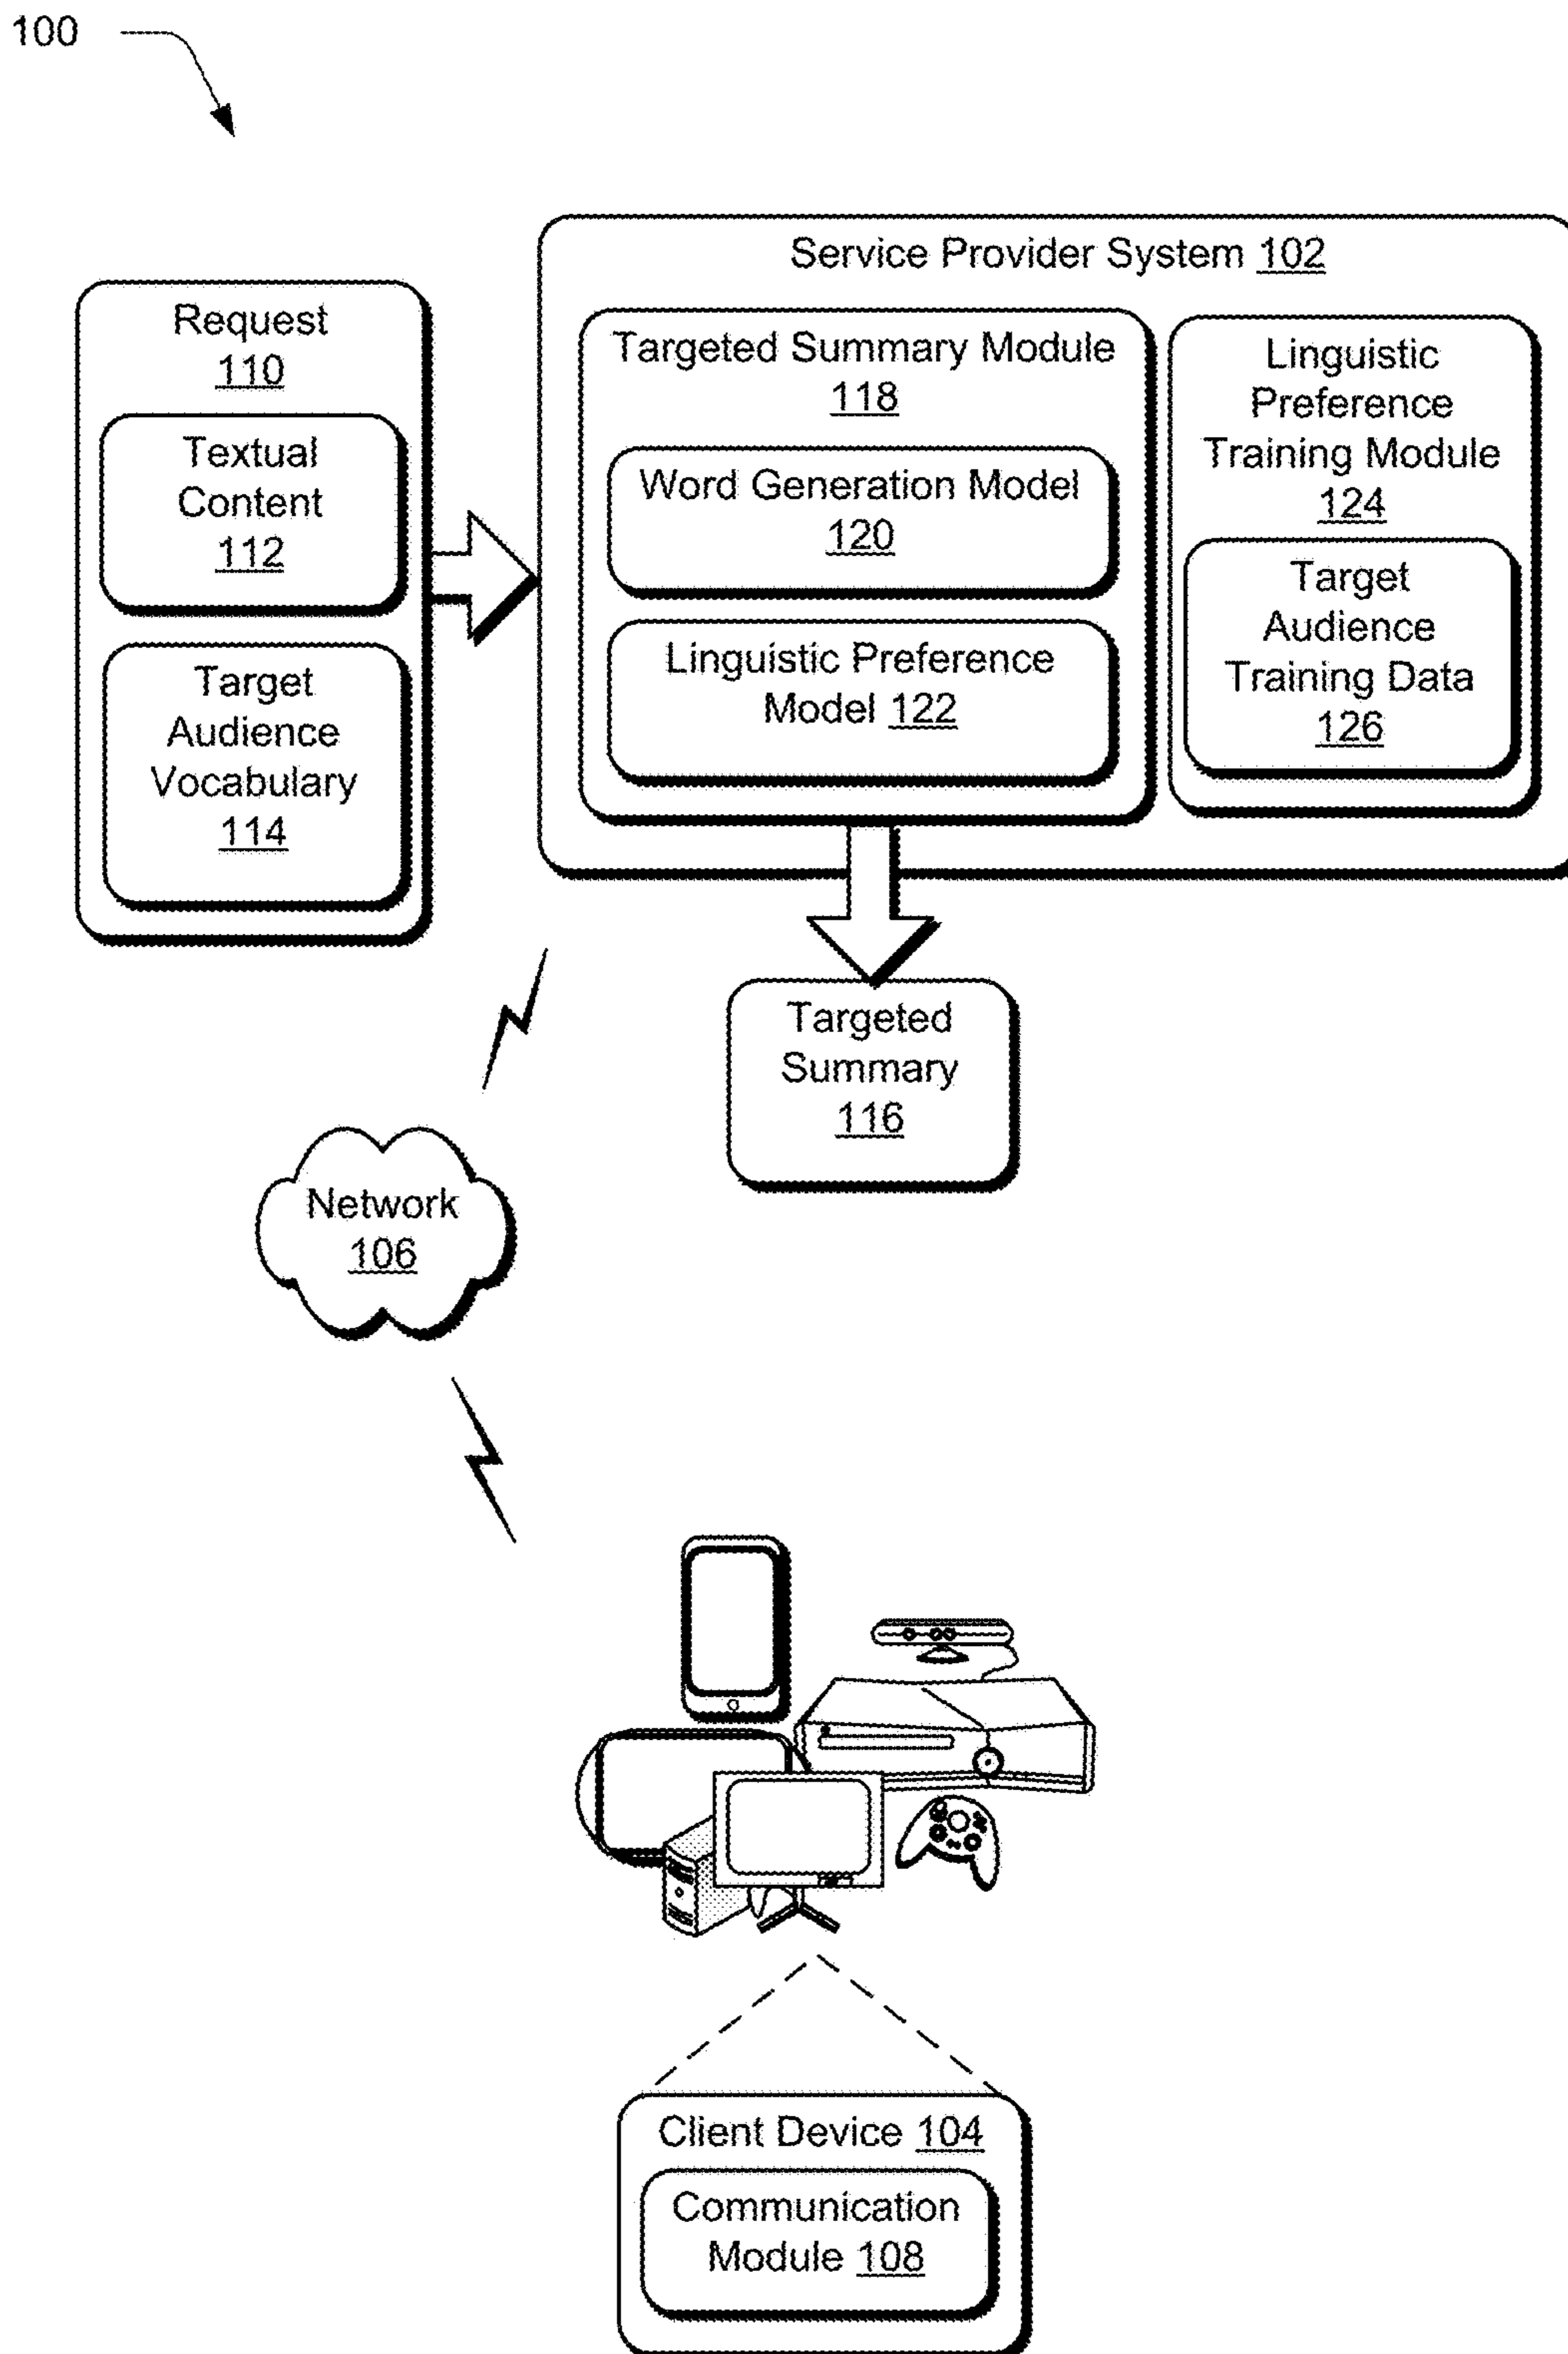 100
Service Provider System 102
Request
110
Textual
Content
112
Target
Audience
Vocabulary
114
Targeted Summary Module
118
Word Generation Model
120
Linguistic Preference
Model 122
Linguistic
Preference
Training Module
124
Target
Audience
Training Data
126
Targeted
Summary
116
Network
106
Client Device 104
Communication
Module 108